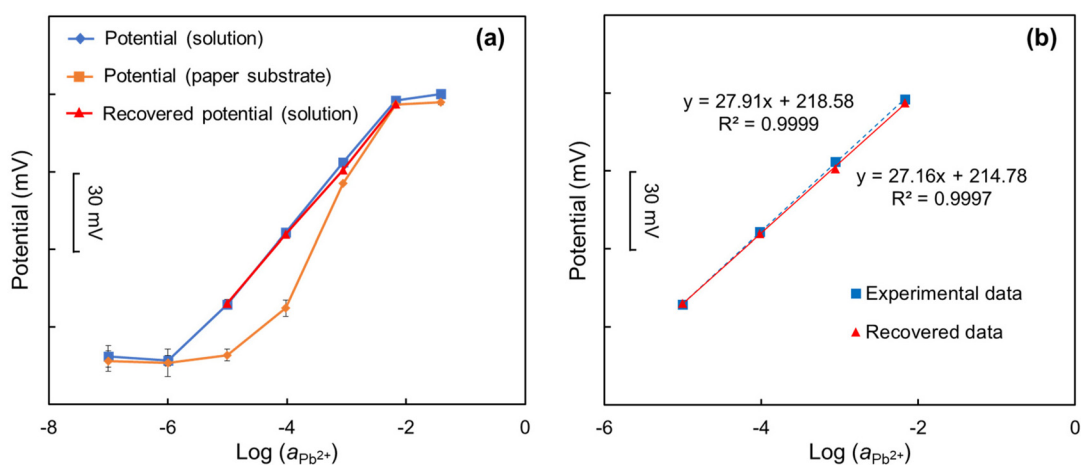 (a)
Potential (solution)
Potential (paper substrate)
Recovered potential (solution)
Potential (mV)
30 mV
-8
-6
-4
-2
0
Log (aPb²⁺)
(b)
y = 27.91x + 218.58
R² = 0.9999
y = 27.16x + 214.78
R² = 0.9997
Potential (mV)
30 mV
Experimental data
Recovered data
-6
-4
-2
0
Log (aPb²⁺)